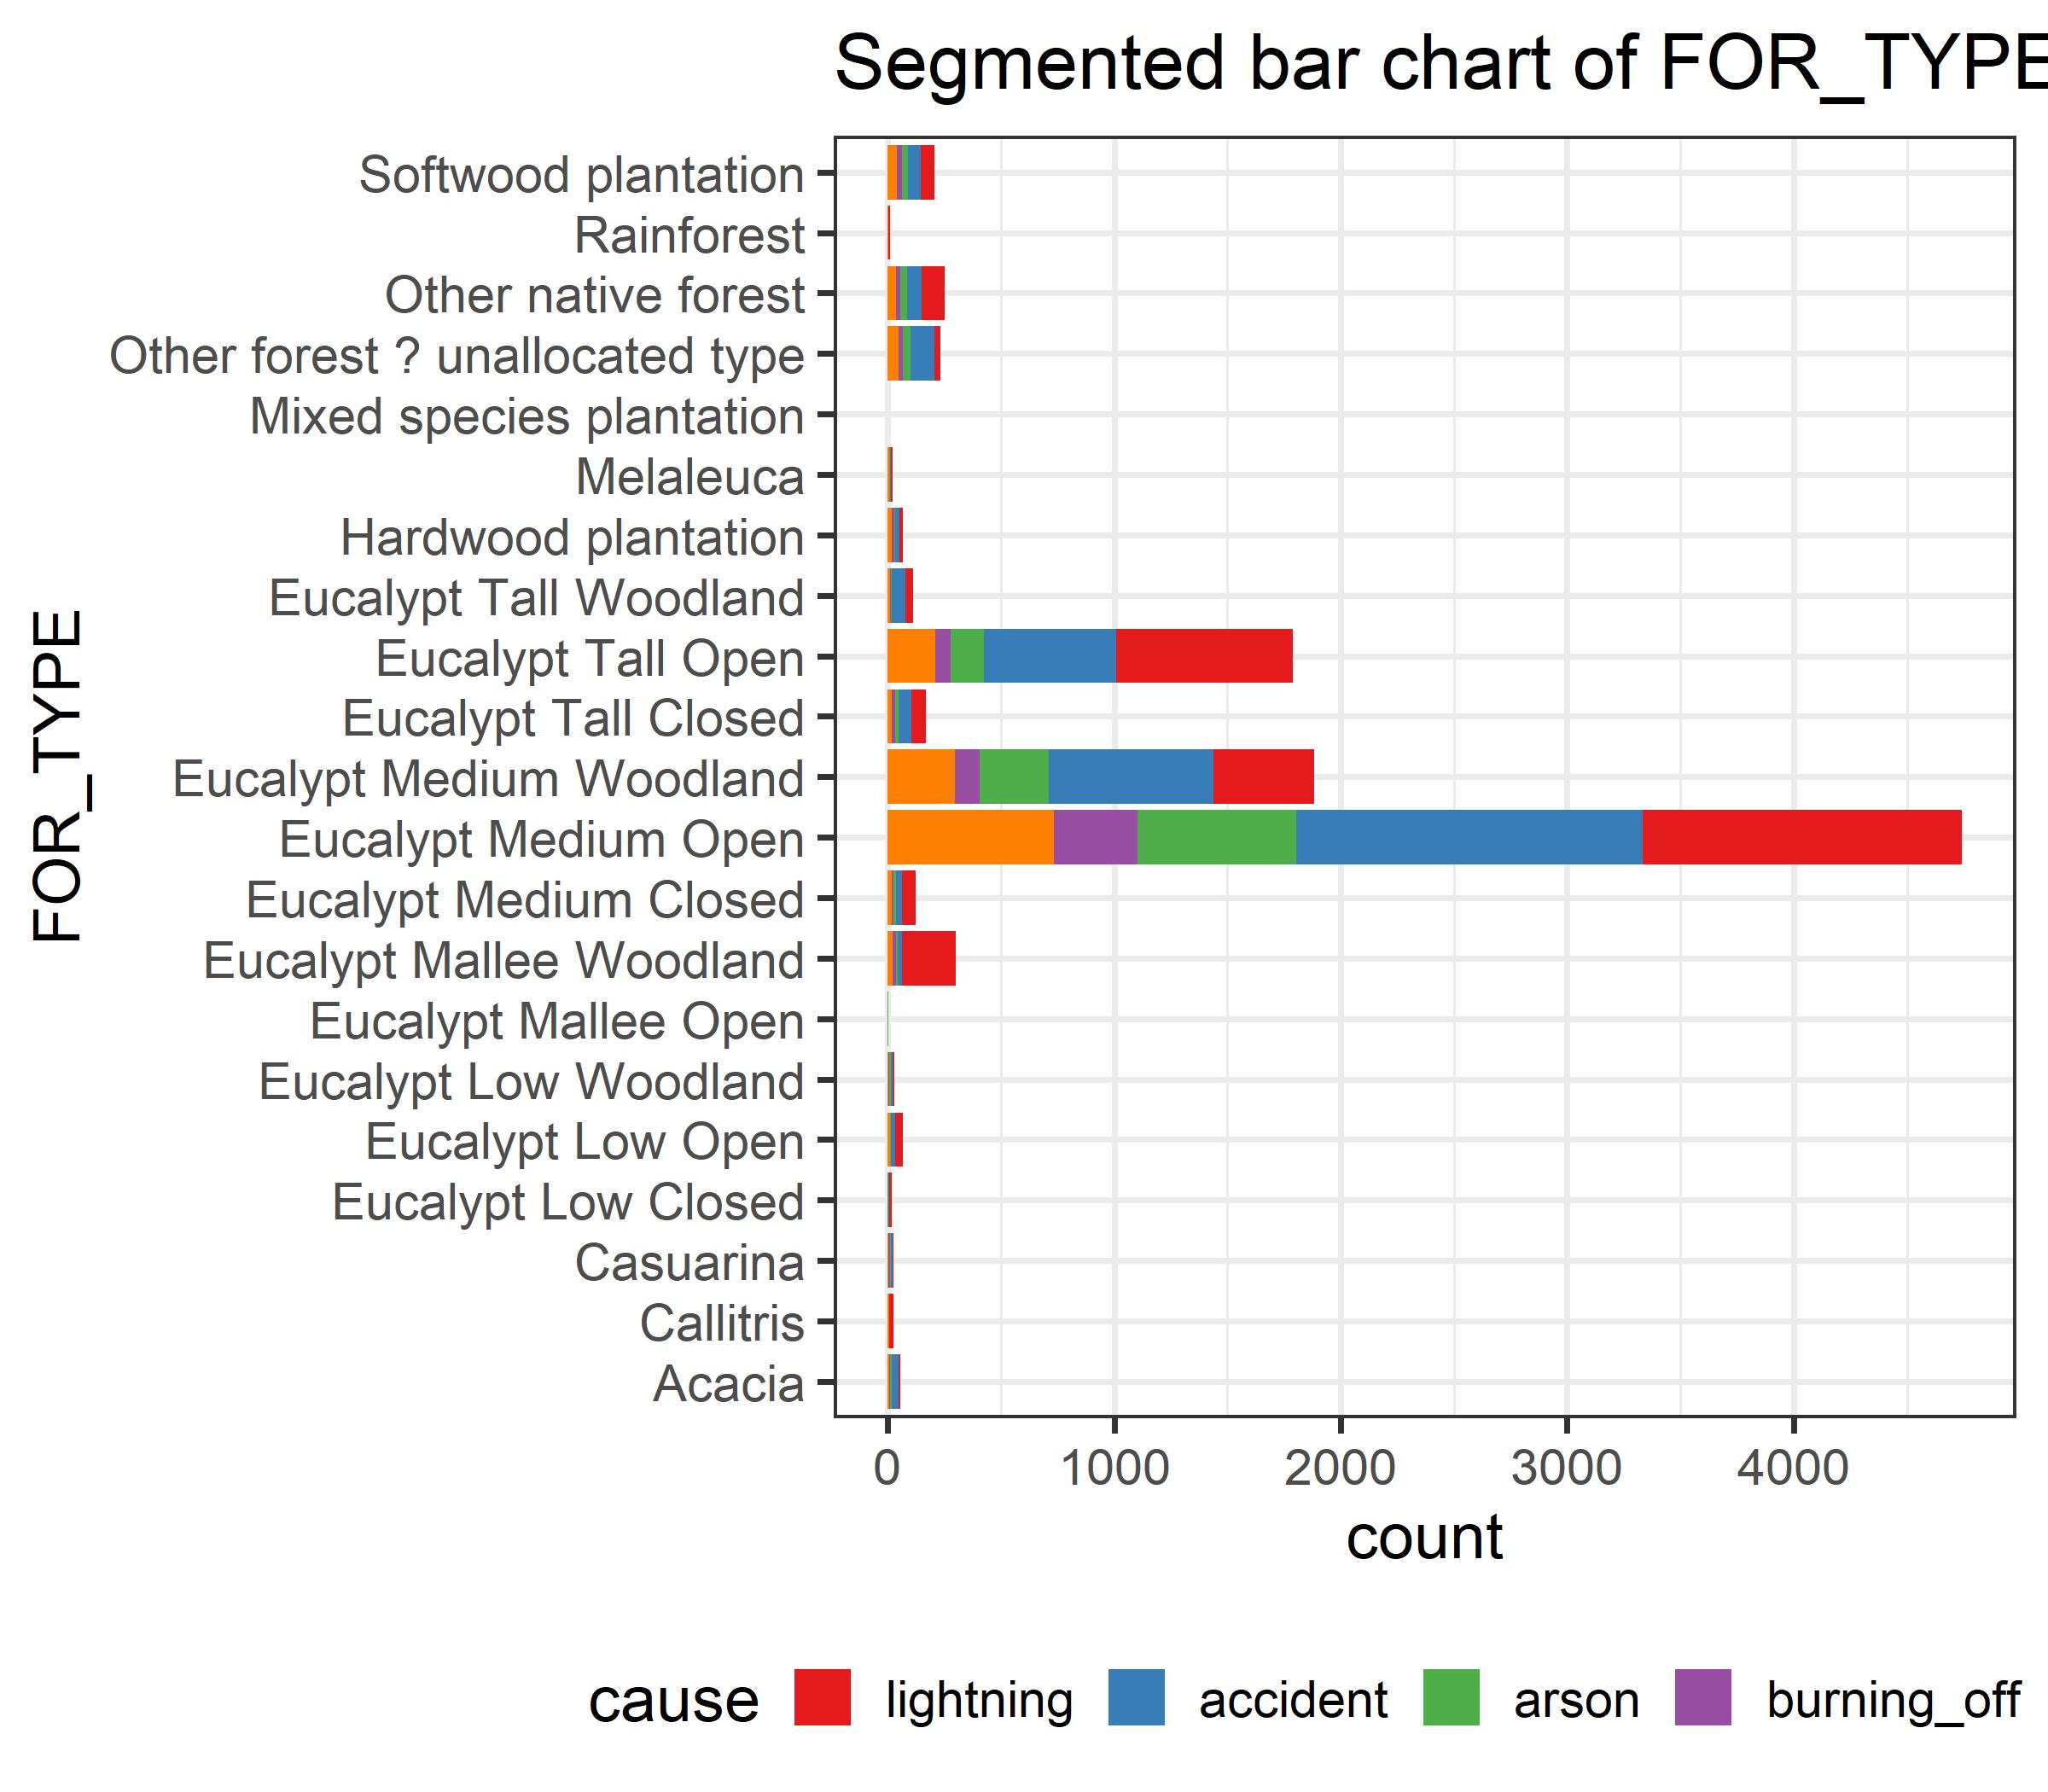 Segmented bar chart of FOR_TYPE
FOR_TYPE
Softwood plantation
Rainforest
Other native forest
Other forest ? unallocated type
Mixed species plantation
Melaleuca
Hardwood plantation
Eucalypt Tall Woodland
Eucalypt Tall Open
Eucalypt Tall Closed
Eucalypt Medium Woodland
Eucalypt Medium Open
Eucalypt Medium Closed
Eucalypt Mallee Woodland
Eucalypt Mallee Open
Eucalypt Low Woodland
Eucalypt Low Open
Eucalypt Low Closed
Casuarina
Callitris
Acacia
0 1000 2000 3000 4000
count
cause lightning accident arson burning_off